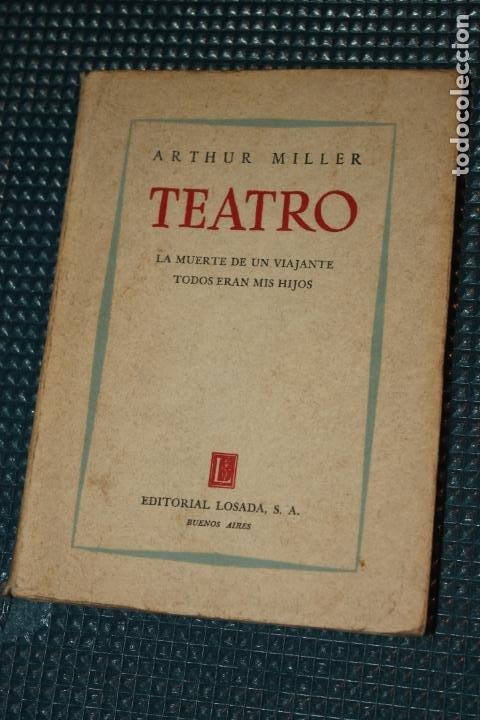 ARTHUR MILLER
TEATRO
LA MUERTE DE UN VIAJANTE
TODOS ERAN MIS HIJOS
L
EDITORIAL LOSADA, S. A.
BUENOS AIRES
todocoleccion